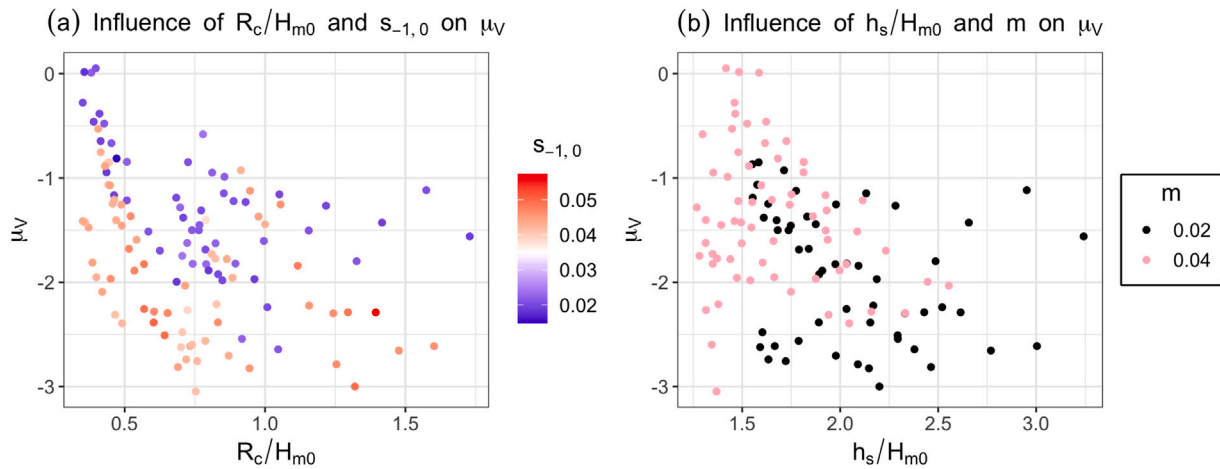 (a) Influence of R_c/H_m0 and s_−1, 0 on μ_V
0
-1
-2
-3
μ_V
0.5
1.0
1.5
R_c/H_m0
s_−1, 0
0.05
0.04
0.03
0.02
(b) Influence of h_s/H_m0 and m on μ_V
0
-1
-2
-3
μ_V
1.5
2.0
2.5
3.0
h_s/H_m0
m
0.02
0.04